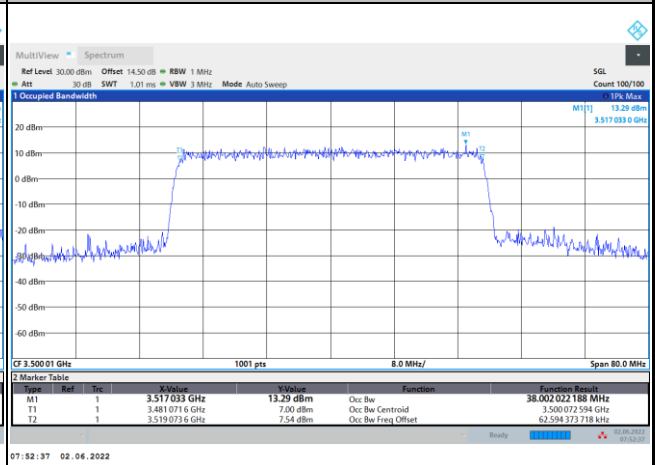 MultiView Spectrum
Ref Level 30.00 dBm Offset 14.50 dB RBW 1 MHz SGL
Att 30 dB SWT 1.01 ms VBW 3 MHz Mode Auto Sweep Count 100/100
1 Occupied Bandwidth 1Pk Max
M1[1] 13.29 dBm
3.517 033 0 GHz
M1
20 dBm
T1 T2
10 dBm
0 dBm
-10 dBm
-20 dBm
-30 dBm
-40 dBm
-50 dBm
-60 dBm
CF 3.500 01 GHz 1001 pts 8.0 MHz/ Span 80.0 MHz
2 Marker Table
Type Ref Trc X-Value Y-Value Function Function Result
M1 1 3.517 033 GHz 13.29 dBm Occ Bw 38.002 022 188 MHz
T1 1 3.481 071 6 GHz 7.00 dBm Occ Bw Centroid 3.500 072 594 GHz
T2 1 3.519 073 6 GHz 7.54 dBm Occ Bw Freq Offset 62.594 373 718 kHz
Ready 02.06.2022
07:52:37
07:52:37 02.06.2022